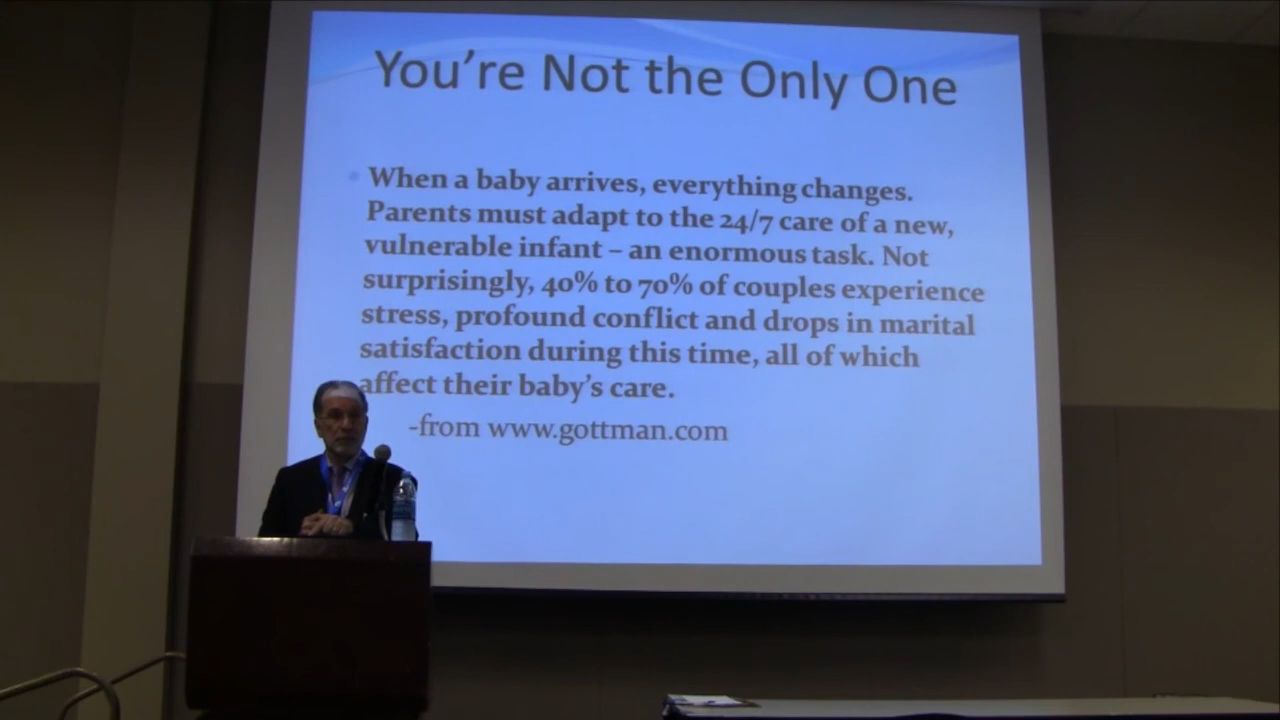 You're Not the Only One
When a baby arrives, everything changes.
Parents must adapt to the 24/7 care of a new,
vulnerable infant – an enormous task. Not
surprisingly, 40% to 70% of couples experience
stress, profound conflict and drops in marital
satisfaction during this time, all of which
affect their baby's care.
-from www.gottman.com